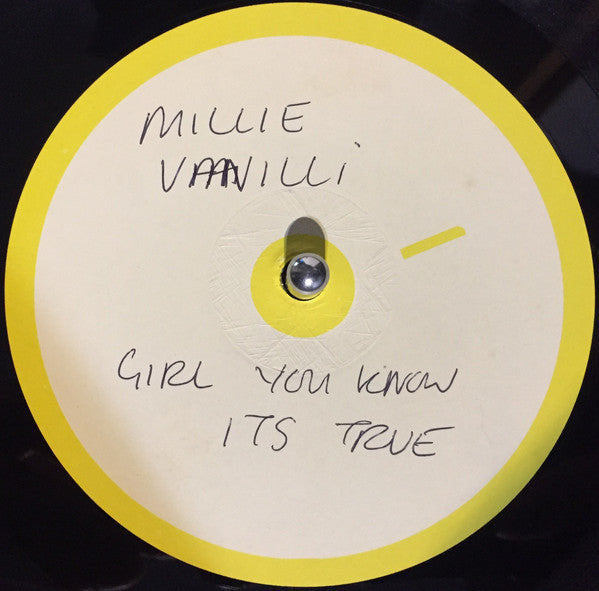 MILLIE
VANILLI
GIRL YOU KNOW
ITS TRUE